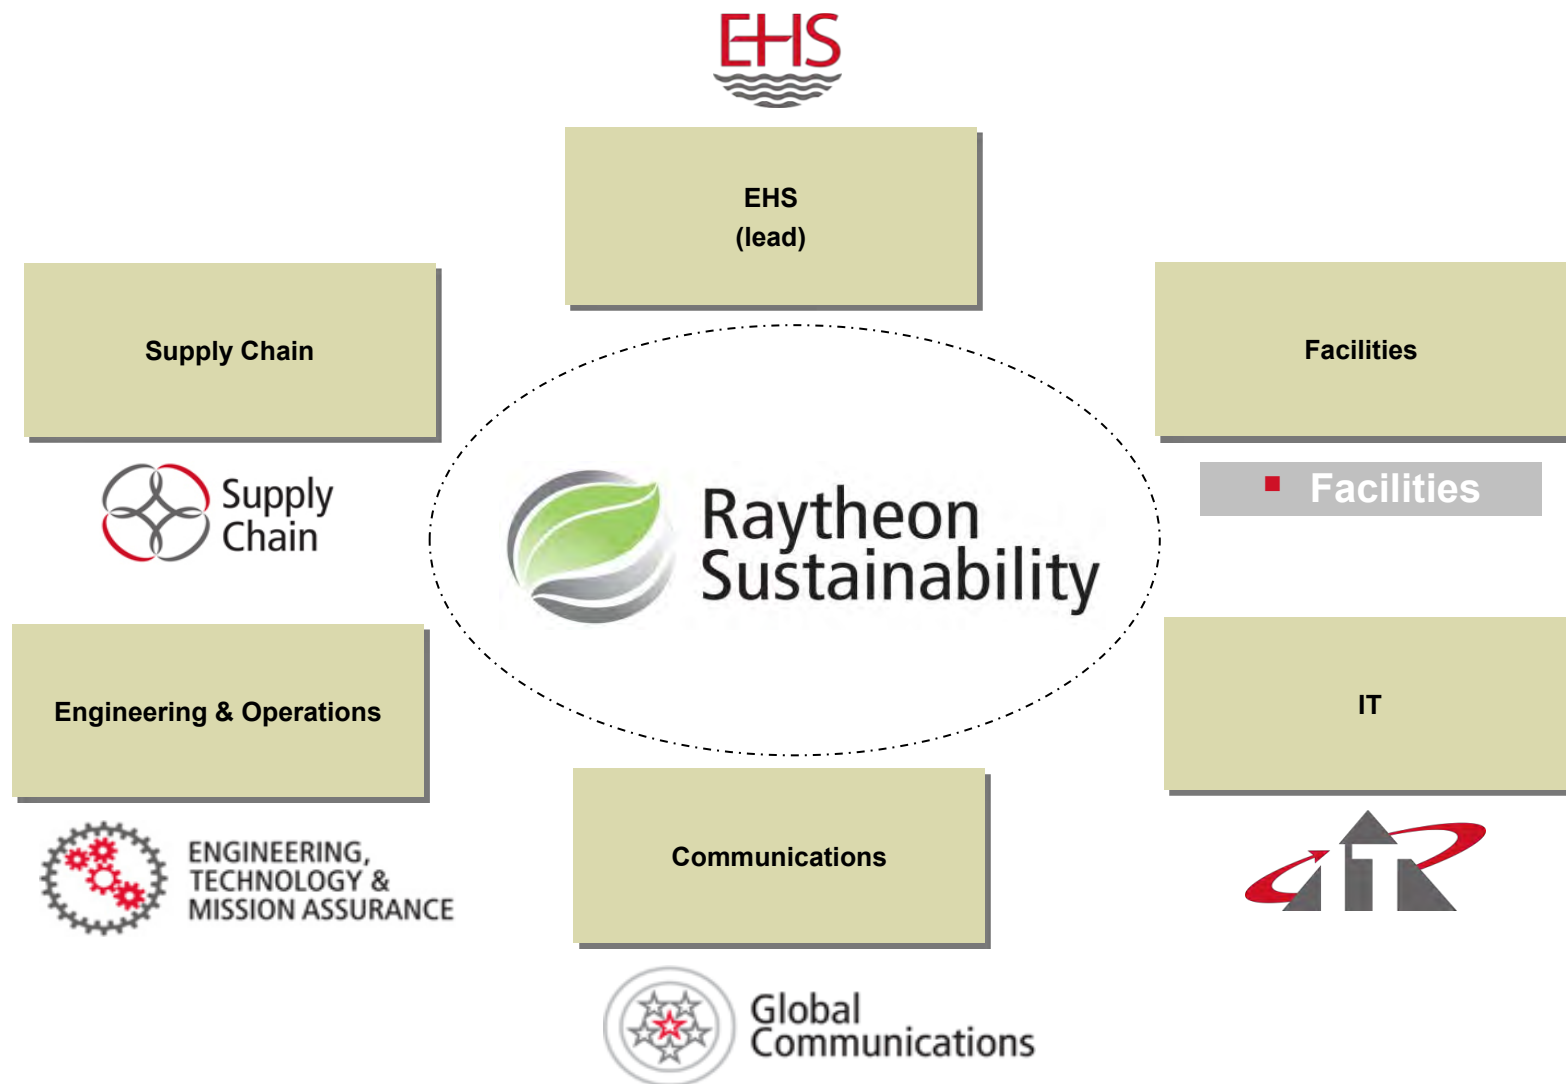 EHS
EHS
(lead)
Supply Chain
Facilities
Supply
Chain
Facilities
Raytheon
Sustainability
Engineering & Operations
IT
ENGINEERING,
TECHNOLOGY &
MISSION ASSURANCE
Communications
IT
Global
Communications